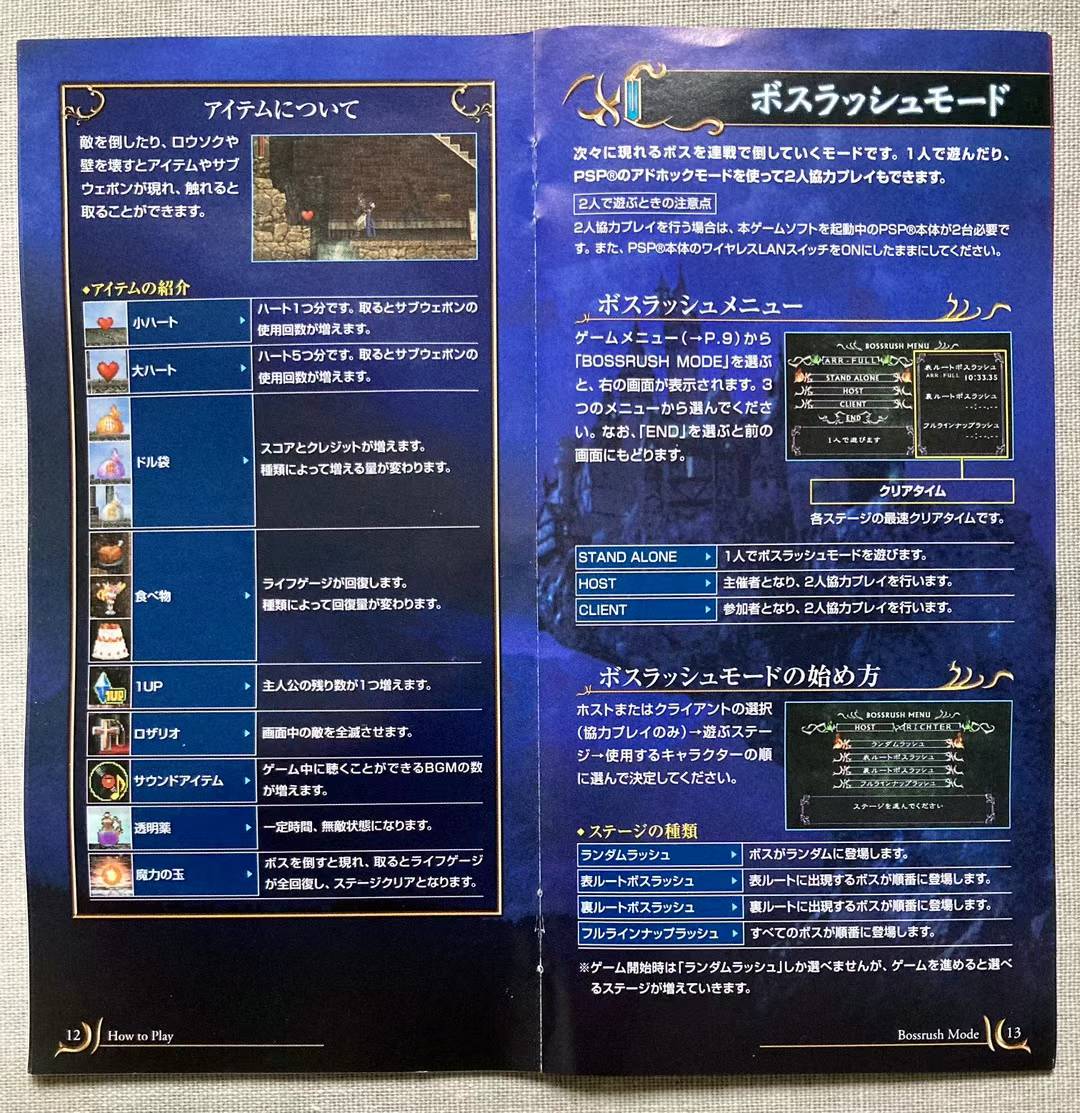 アイテムについて
敵を倒したり、ロウソクや
壁を壊すとアイテムやサブ
ウェポンが現れ、触れると
取ることができます。
◆アイテムの紹介
小ハート
ハート1つ分です。取るとサブウェポンの
使用回数が増えます。
大ハート
ハート5つ分です。取るとサブウェポンの
使用回数が増えます。
ドル袋
スコアとクレジットが増えます。
種類によって増える量が変わります。
食べ物
ライフゲージが回復します。
種類によって回復量が変わります。
1UP
1UP
主人公の残り数が1つ増えます。
ロザリオ
画面中の敵を全滅させます。
サウンドアイテム
ゲーム中に聴くことができるBGMの数
が増えます。
透明薬
一定時間、無敵状態になります。
魔力の玉
ボスを倒すと現れ、取るとライフゲージ
が全回復し、ステージクリアとなります。
12 How to Play
ボスラッシュモード
次々に現れるボスを連戦で倒していくモードです。1人で遊んだり、
PSP®のアドホックモードを使って2人協力プレイもできます。
2人で遊ぶときの注意点
2人協力プレイを行う場合は、本ゲームソフトを起動中のPSP®本体が2台必要で
す。また、PSP®本体のワイヤレスLANスイッチをONにしたままにしてください。
ボスラッシュメニュー
ゲームメニュー(→P.9)から
「BOSSRUSH MODE」を選ぶ
と、右の画面が表示されます。3
つのメニューから選んでくださ
い。なお、「END」を選ぶと前の
画面にもどります。
BOSSRUSH MENU
ARR.FULL
STAND ALONE
HOST
CLIENT
END
1人で遊びます
表ルートボスラッシュ
ARR.FULL 10:33.35
裏ルートボスラッシュ
--:--.--
フルラインナップラッシュ
--:--.--
クリアタイム
各ステージの最速クリアタイムです。
STAND ALONE
1人でボスラッシュモードを遊びます。
HOST
主催者となり、2人協力プレイを行います。
CLIENT
参加者となり、2人協力プレイを行います。
ボスラッシュモードの始め方
ホストまたはクライアントの選択
(協力プレイのみ)→遊ぶステー
ジ→使用するキャラクターの順
に選んで決定してください。
BOSSRUSH MENU
HOST RICHTER
ランダムラッシュ
表ルートボスラッシュ
裏ルートボスラッシュ
フルラインナップラッシュ
ステージを選んでください
◆ステージの種類
ランダムラッシュ
ボスがランダムに登場します。
表ルートボスラッシュ
表ルートに出現するボスが順番に登場します。
裏ルートボスラッシュ
裏ルートに出現するボスが順番に登場します。
フルラインナップラッシュ
すべてのボスが順番に登場します。
※ゲーム開始時は「ランダムラッシュ」しか選べませんが、ゲームを進めると選べ
るステージが増えていきます。
Bossrush Mode 13